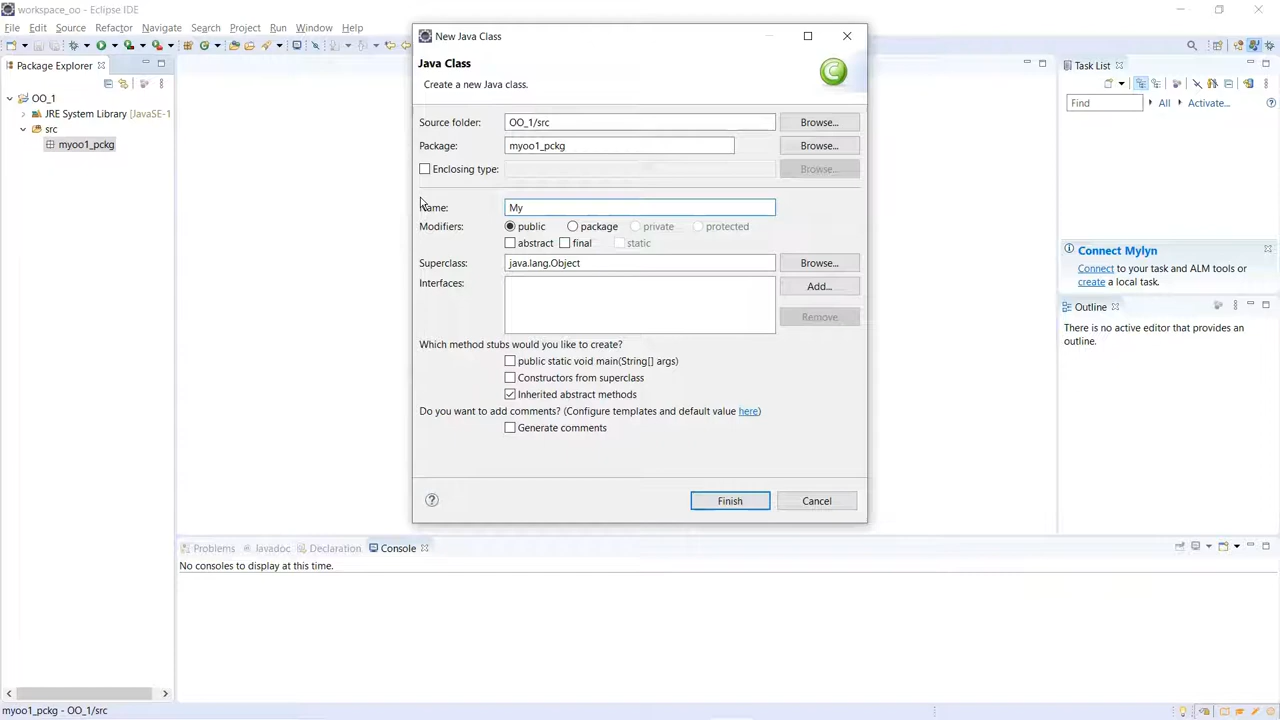 workspace_oo - Eclipse IDE
File Edit Source Refactor Navigate Search Project Run Window Help
Package Explorer
OO_1
JRE System Library [JavaSE-1
src
myoo1_pckg
New Java Class
Java Class
Create a new Java class.
Source folder: OO_1/src Browse...
Package: myoo1_pckg Browse...
Enclosing type: Browse...
Name: My
Modifiers: public package private protected
abstract final static
Superclass: java.lang.Object Browse...
Interfaces: Add...
Remove
Which method stubs would you like to create?
public static void main(String[] args)
Constructors from superclass
Inherited abstract methods
Do you want to add comments? (Configure templates and default value here)
Generate comments
Finish Cancel
Task List
Find All Activate...
Connect Mylyn
Connect to your task and ALM tools or
create a local task.
Outline
There is no active editor that provides an
outline.
Problems Javadoc Declaration Console
No consoles to display at this time.
myoo1_pckg - OO_1/src